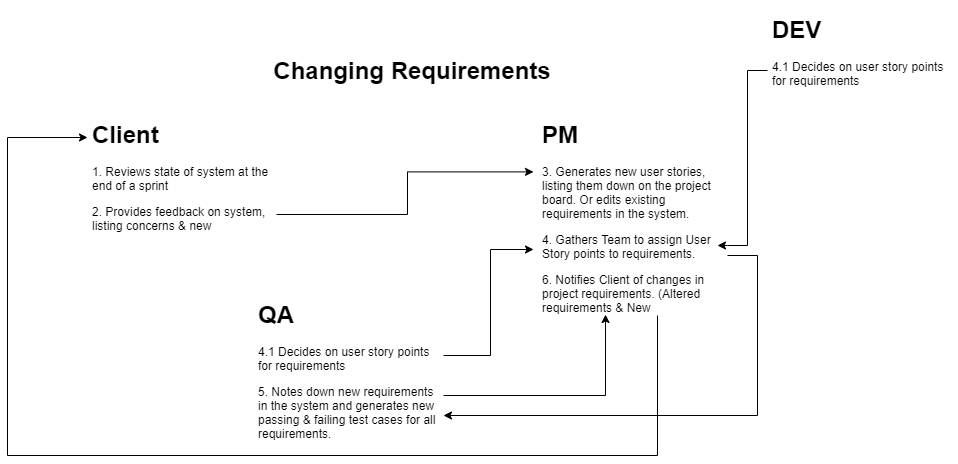 DEV
4.1 Decides on user story points
for requirements
Changing Requirements
Client
1. Reviews state of system at the
end of a sprint
2. Provides feedback on system,
listing concerns & new
PM
3. Generates new user stories,
listing them down on the project
board. Or edits existing
requirements in the system.
4. Gathers Team to assign User
Story points to requirements.
6. Notifies Client of changes in
project requirements. (Altered
requirements & New
QA
4.1 Decides on user story points
for requirements
5. Notes down new requirements
in the system and generates new
passing & failing test cases for all
requirements.